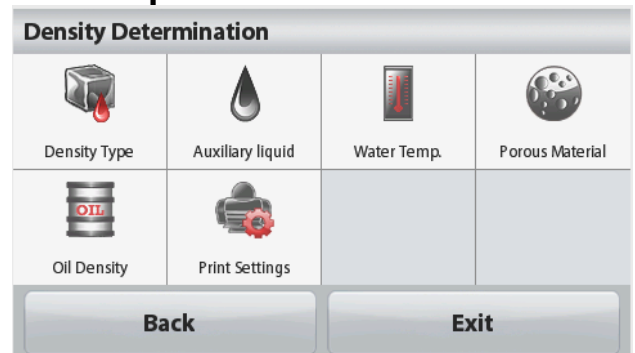 Density Determination
Density Type
Auxiliary liquid
Water Temp.
Porous Material
OIL
Oil Density
Print Settings
Back
Exit